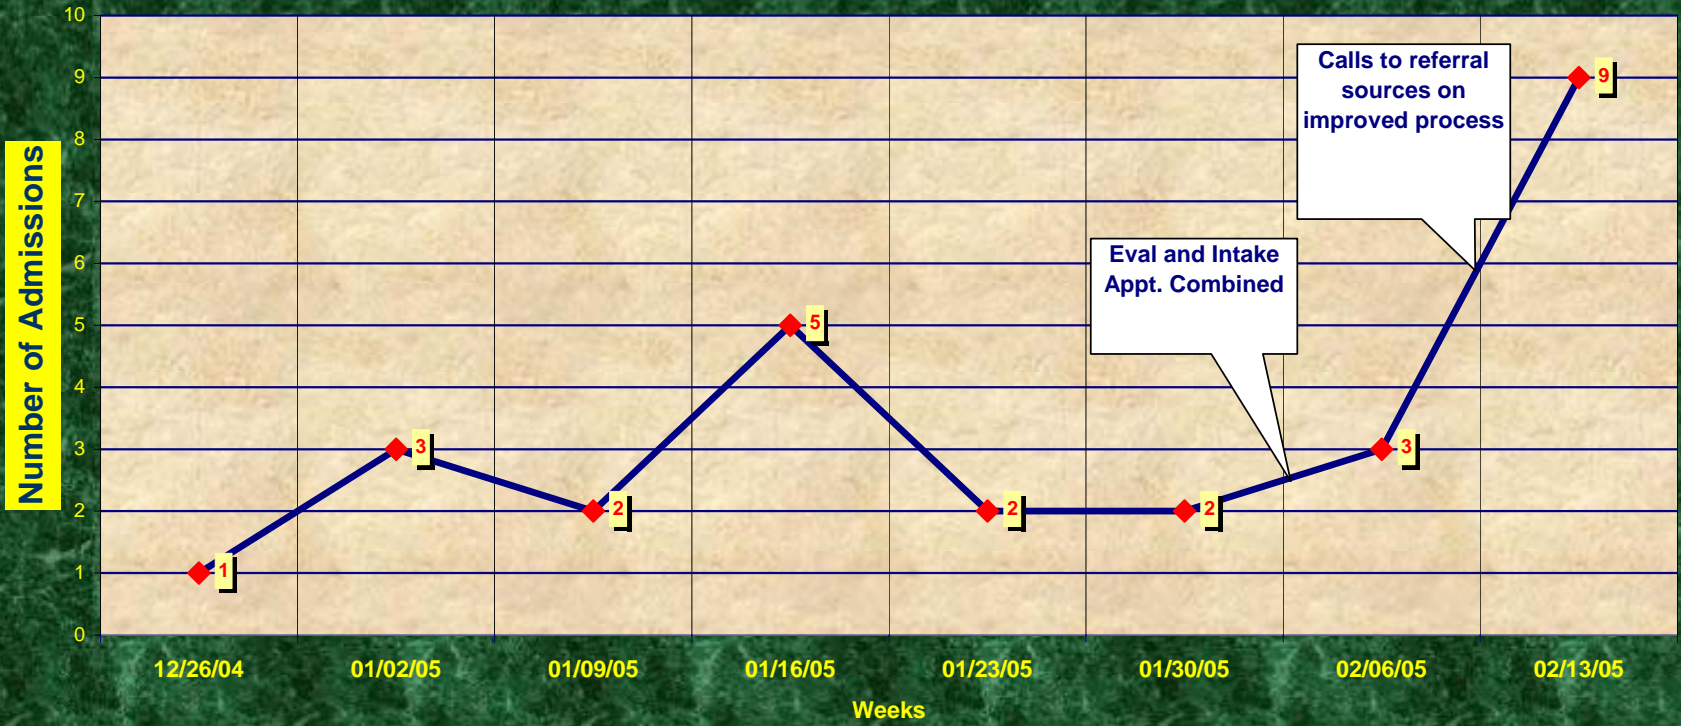 10
9
8
7
6
5
4
3
2
1
0
Number of Admissions
1
3
2
5
2
2
3
9
Eval and Intake
Appt. Combined
Calls to referral
sources on
improved process
12/26/04 01/02/05 01/09/05 01/16/05 01/23/05 01/30/05 02/06/05 02/13/05
Weeks